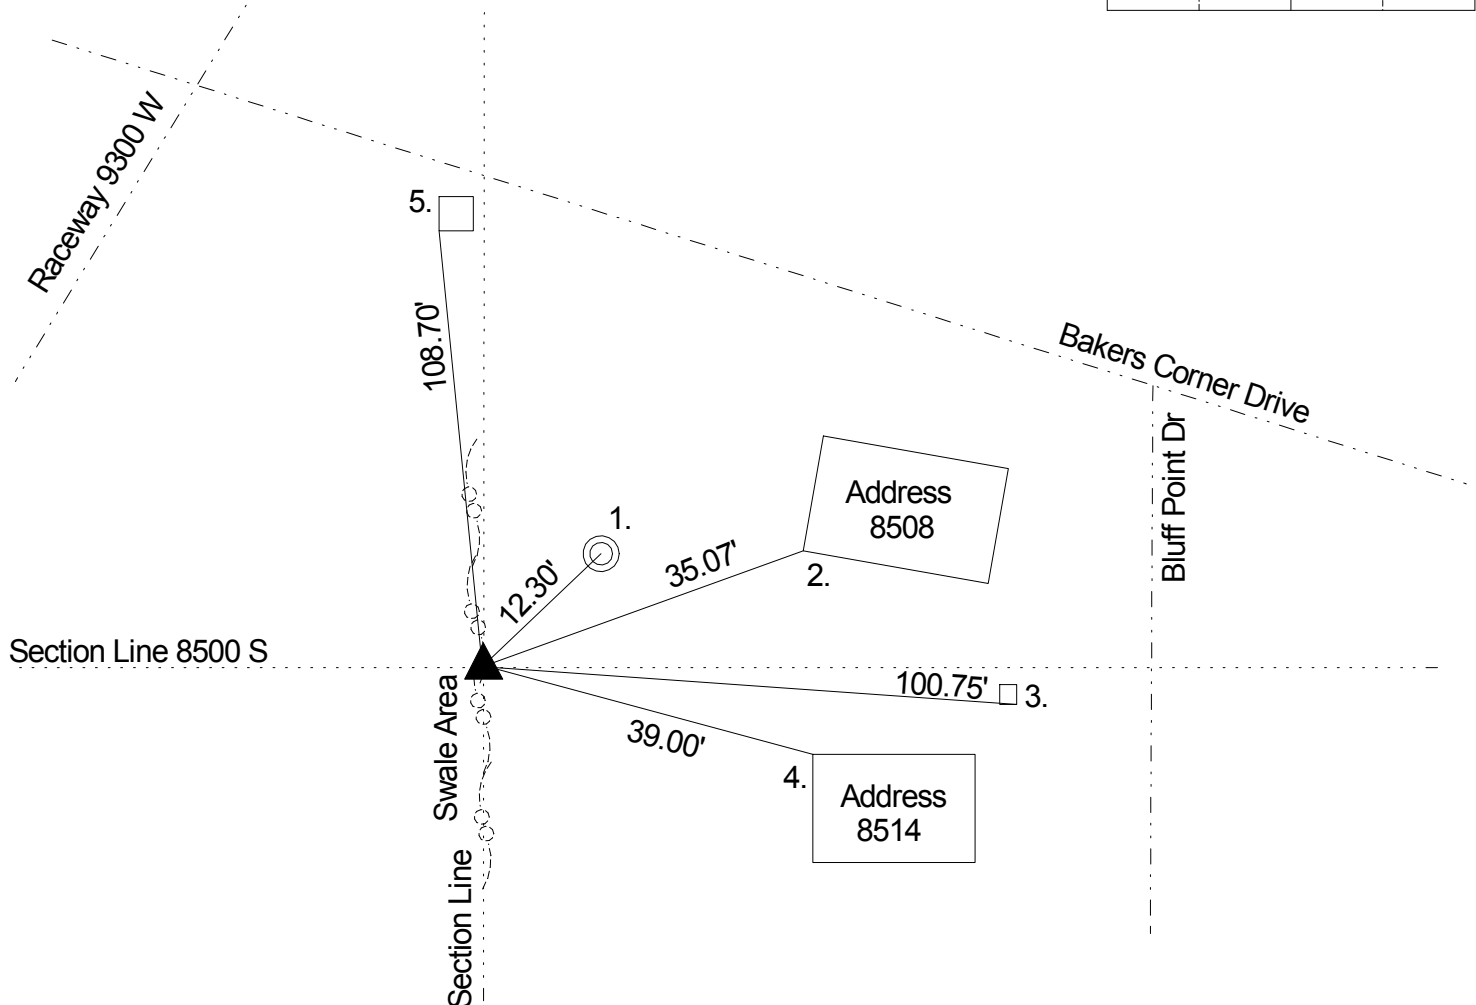 Raceway 9300 W
5.
108.70'
Bakers Corner Drive
Bluff Point Dr
Address
8508
1.
12.30'
35.07'
2.
Section Line 8500 S
100.75'
3.
Swale Area
39.00'
4.
Address
8514
Section Line